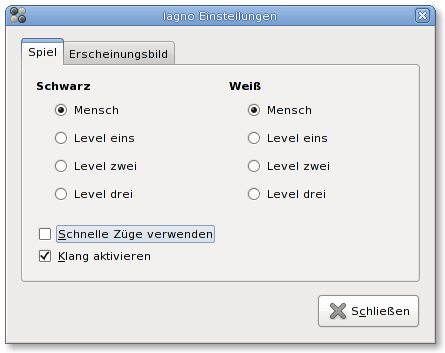 Iagno Einstellungen
Spiel Erscheinungsbild
Schwarz Weiß
Mensch Mensch
Level eins Level eins
Level zwei Level zwei
Level drei Level drei
Schnelle Züge verwenden
Klang aktivieren
Schließen